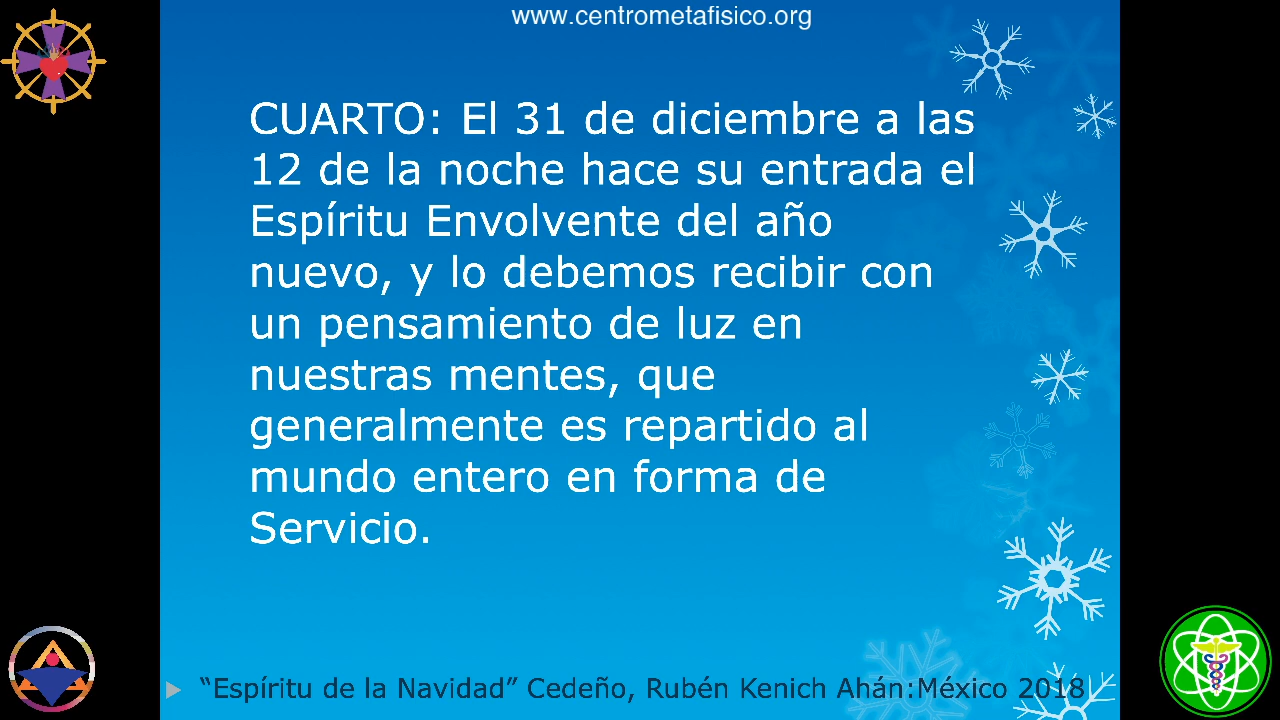 www.centrometafisico.org
CUARTO: El 31 de diciembre a las
12 de la noche hace su entrada el
Espíritu Envolvente del año
nuevo, y lo debemos recibir con
un pensamiento de luz en
nuestras mentes, que
generalmente es repartido al
mundo entero en forma de
Servicio.
“Espíritu de la Navidad” Cedeño, Rubén Kenich Ahán:México 2018